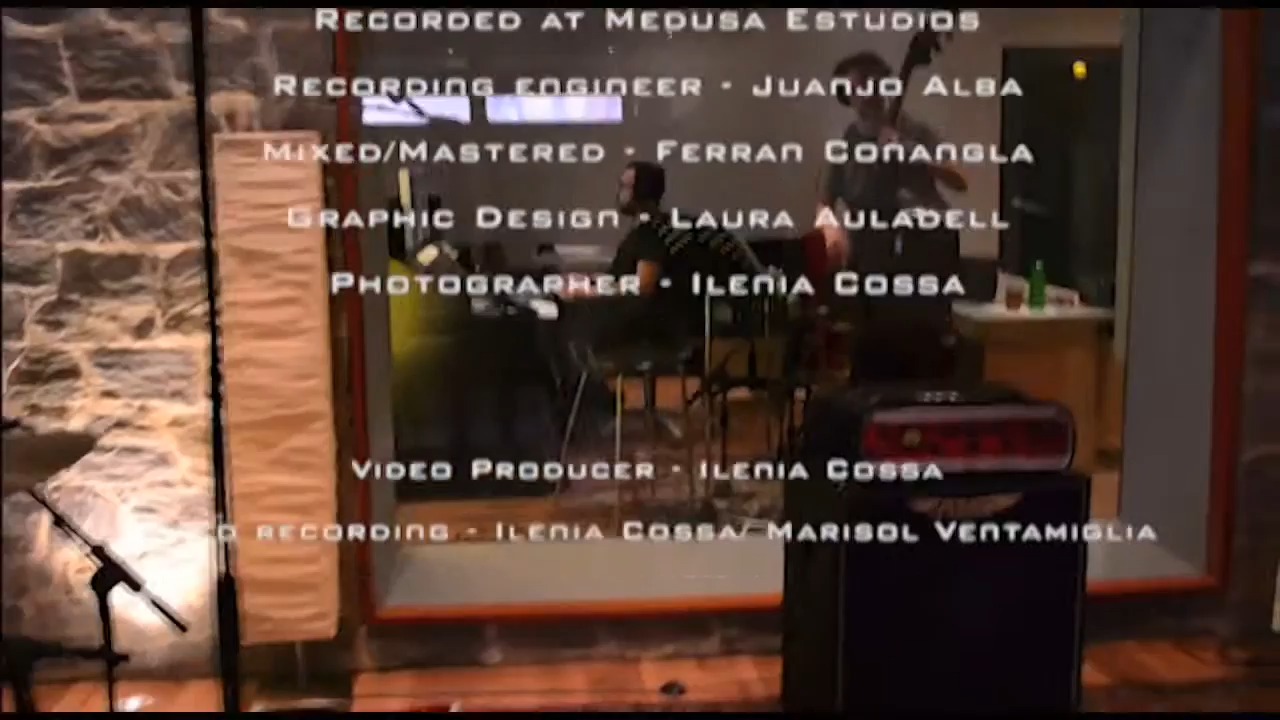 Recorded at Medusa Estudios
Recording engineer - Juanjo Alba
Mixed/Mastered - Ferran Conangla
Graphic Design - Laura Auladell
Photographer - Ilenia Cossa
Video Producer - Ilenia Cossa
recording - Ilenia Cossa/ Marisol Ventamiglia